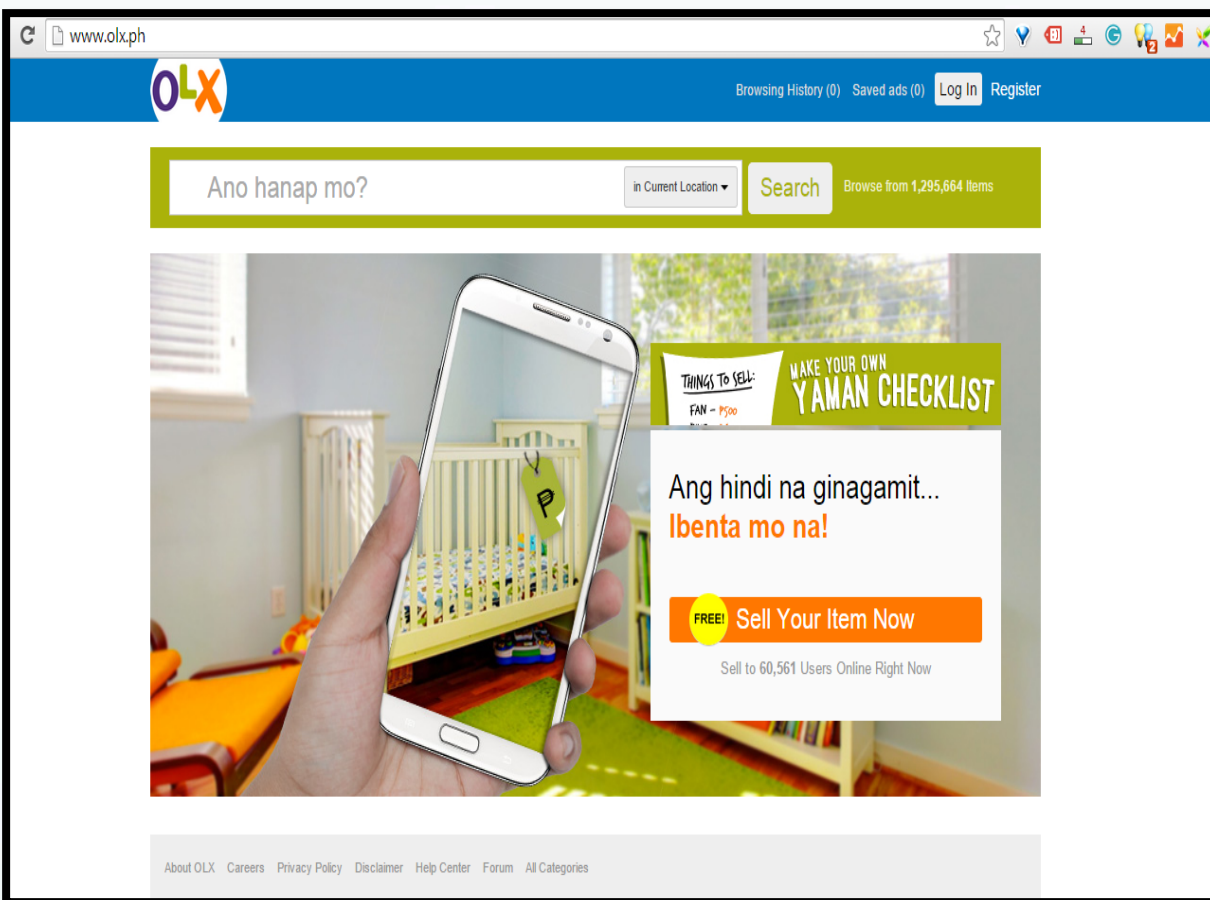 www.olx.ph
4
2
OLX
Browsing History (0) Saved ads (0) Log In Register
Ano hanap mo?
in Current Location
Search
Browse from 1,295,664 Items
THINGS TO SELL:
FAN - ₱500
MAKE YOUR OWN
YAMAN CHECKLIST
₱
Ang hindi na ginagamit...
Ibenta mo na!
FREE! Sell Your Item Now
Sell to 60,561 Users Online Right Now
About OLX Careers Privacy Policy Disclaimer Help Center Forum All Categories